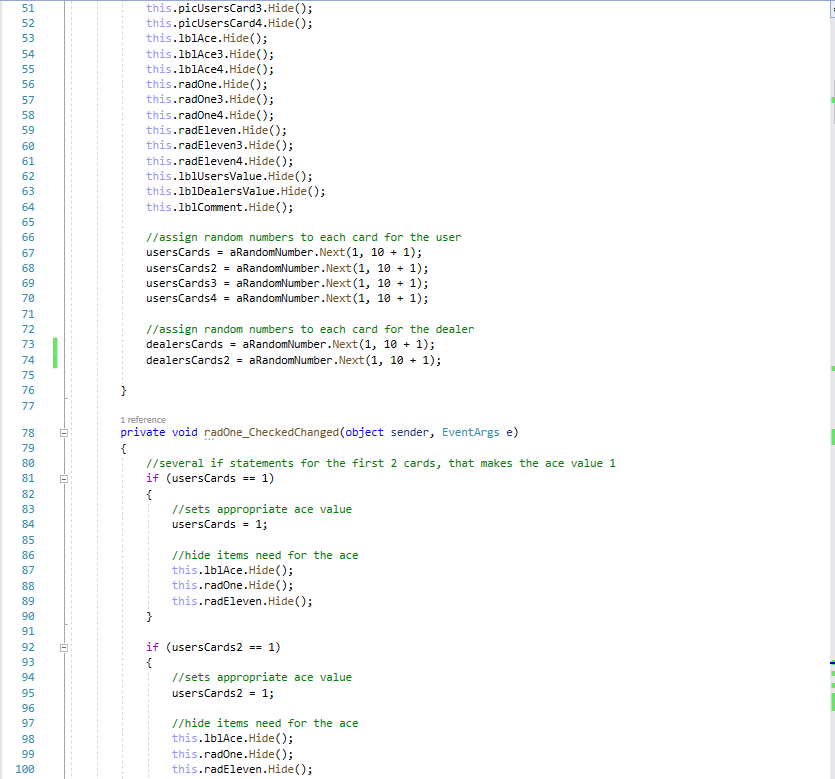 51 this.picUsersCard3.Hide();
52 this.picUsersCard4.Hide();
53 this.lblAce.Hide();
54 this.lblAce3.Hide();
55 this.lblAce4.Hide();
56 this.radOne.Hide();
57 this.radOne3.Hide();
58 this.radOne4.Hide();
59 this.radEleven.Hide();
60 this.radEleven3.Hide();
61 this.radEleven4.Hide();
62 this.lblUsersValue.Hide();
63 this.lblDealersValue.Hide();
64 this.lblComment.Hide();
65
66 //assign random numbers to each card for the user
67 usersCards = aRandomNumber.Next(1, 10 + 1);
68 usersCards2 = aRandomNumber.Next(1, 10 + 1);
69 usersCards3 = aRandomNumber.Next(1, 10 + 1);
70 usersCards4 = aRandomNumber.Next(1, 10 + 1);
71
72 //assign random numbers to each card for the dealer
73 dealersCards = aRandomNumber.Next(1, 10 + 1);
74 dealersCards2 = aRandomNumber.Next(1, 10 + 1);
75
76 }
77
1 reference
78 private void radOne_CheckedChanged(object sender, EventArgs e)
79 {
80 //several if statements for the first 2 cards, that makes the ace value 1
81 if (usersCards == 1)
82 {
83 //sets appropriate ace value
84 usersCards = 1;
85
86 //hide items need for the ace
87 this.lblAce.Hide();
88 this.radOne.Hide();
89 this.radEleven.Hide();
90 }
91
92 if (usersCards2 == 1)
93 {
94 //sets appropriate ace value
95 usersCards2 = 1;
96
97 //hide items need for the ace
98 this.lblAce.Hide();
99 this.radOne.Hide();
100 this.radEleven.Hide();